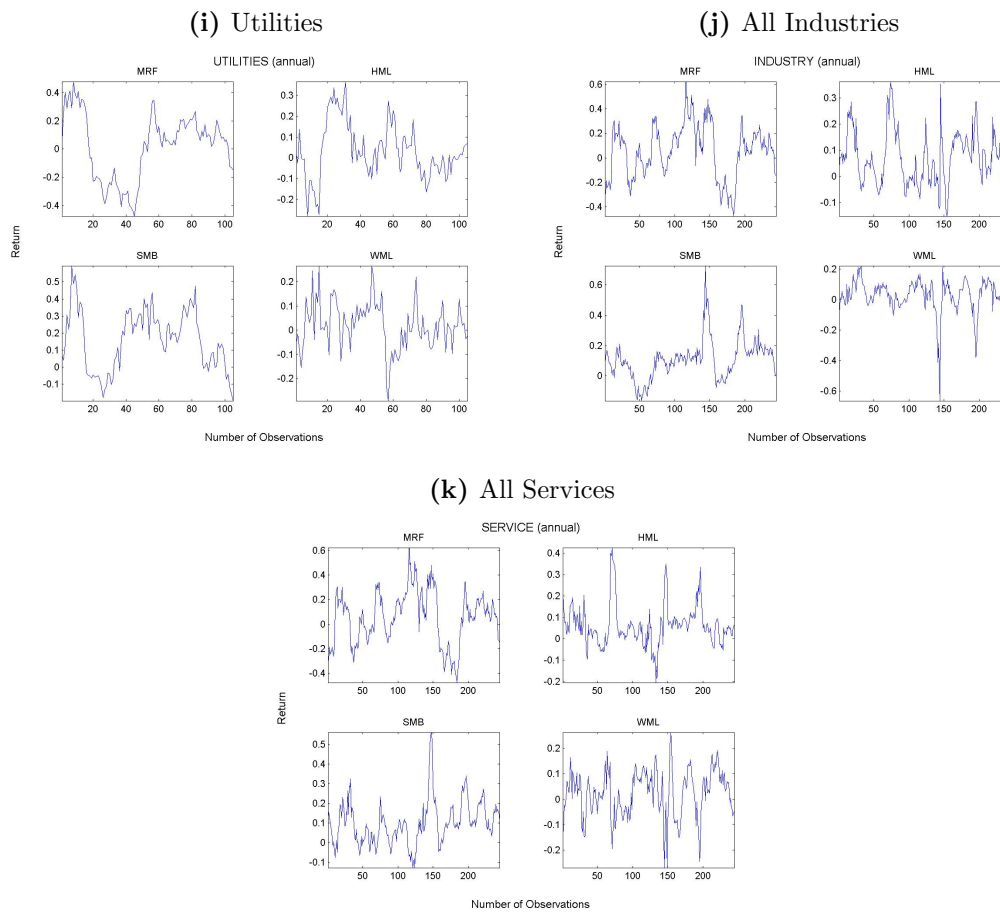 (i) Utilities
UTILITIES (annual)
MRF
0.4
0.2
0
-0.2
-0.4
20 40 60 80 100
HML
0.3
0.2
0.1
0
-0.1
-0.2
20 40 60 80 100
Return
SMB
0.5
0.4
0.3
0.2
0.1
0
-0.1
20 40 60 80 100
WML
0.2
0.1
0
-0.1
-0.2
20 40 60 80 100
Number of Observations
(j) All Industries
INDUSTRY (annual)
MRF
0.6
0.4
0.2
0
-0.2
-0.4
50 100 150 200
HML
0.3
0.2
0.1
0
-0.1
50 100 150 200
Return
SMB
0.6
0.4
0.2
0
50 100 150 200
WML
0.2
0
-0.2
-0.4
-0.6
50 100 150 200
Number of Observations
(k) All Services
SERVICE (annual)
MRF
0.6
0.4
0.2
0
-0.2
-0.4
50 100 150 200
HML
0.4
0.3
0.2
0.1
0
-0.1
-0.2
50 100 150 200
Return
SMB
0.5
0.4
0.3
0.2
0.1
0
-0.1
50 100 150 200
WML
0.2
0.1
0
-0.1
-0.2
50 100 150 200
Number of Observations